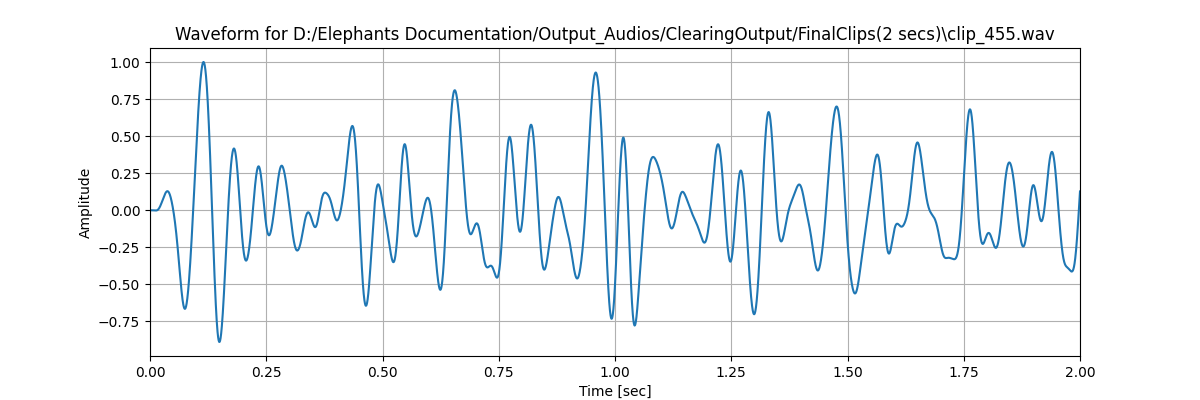 Waveform for D:/Elephants Documentation/Output_Audios/ClearingOutput/FinalClips(2 secs)\clip_455.wav
1.00
0.75
0.50
0.25
0.00
−0.25
−0.50
−0.75
Amplitude
0.00 0.25 0.50 0.75 1.00 1.25 1.50 1.75 2.00
Time [sec]